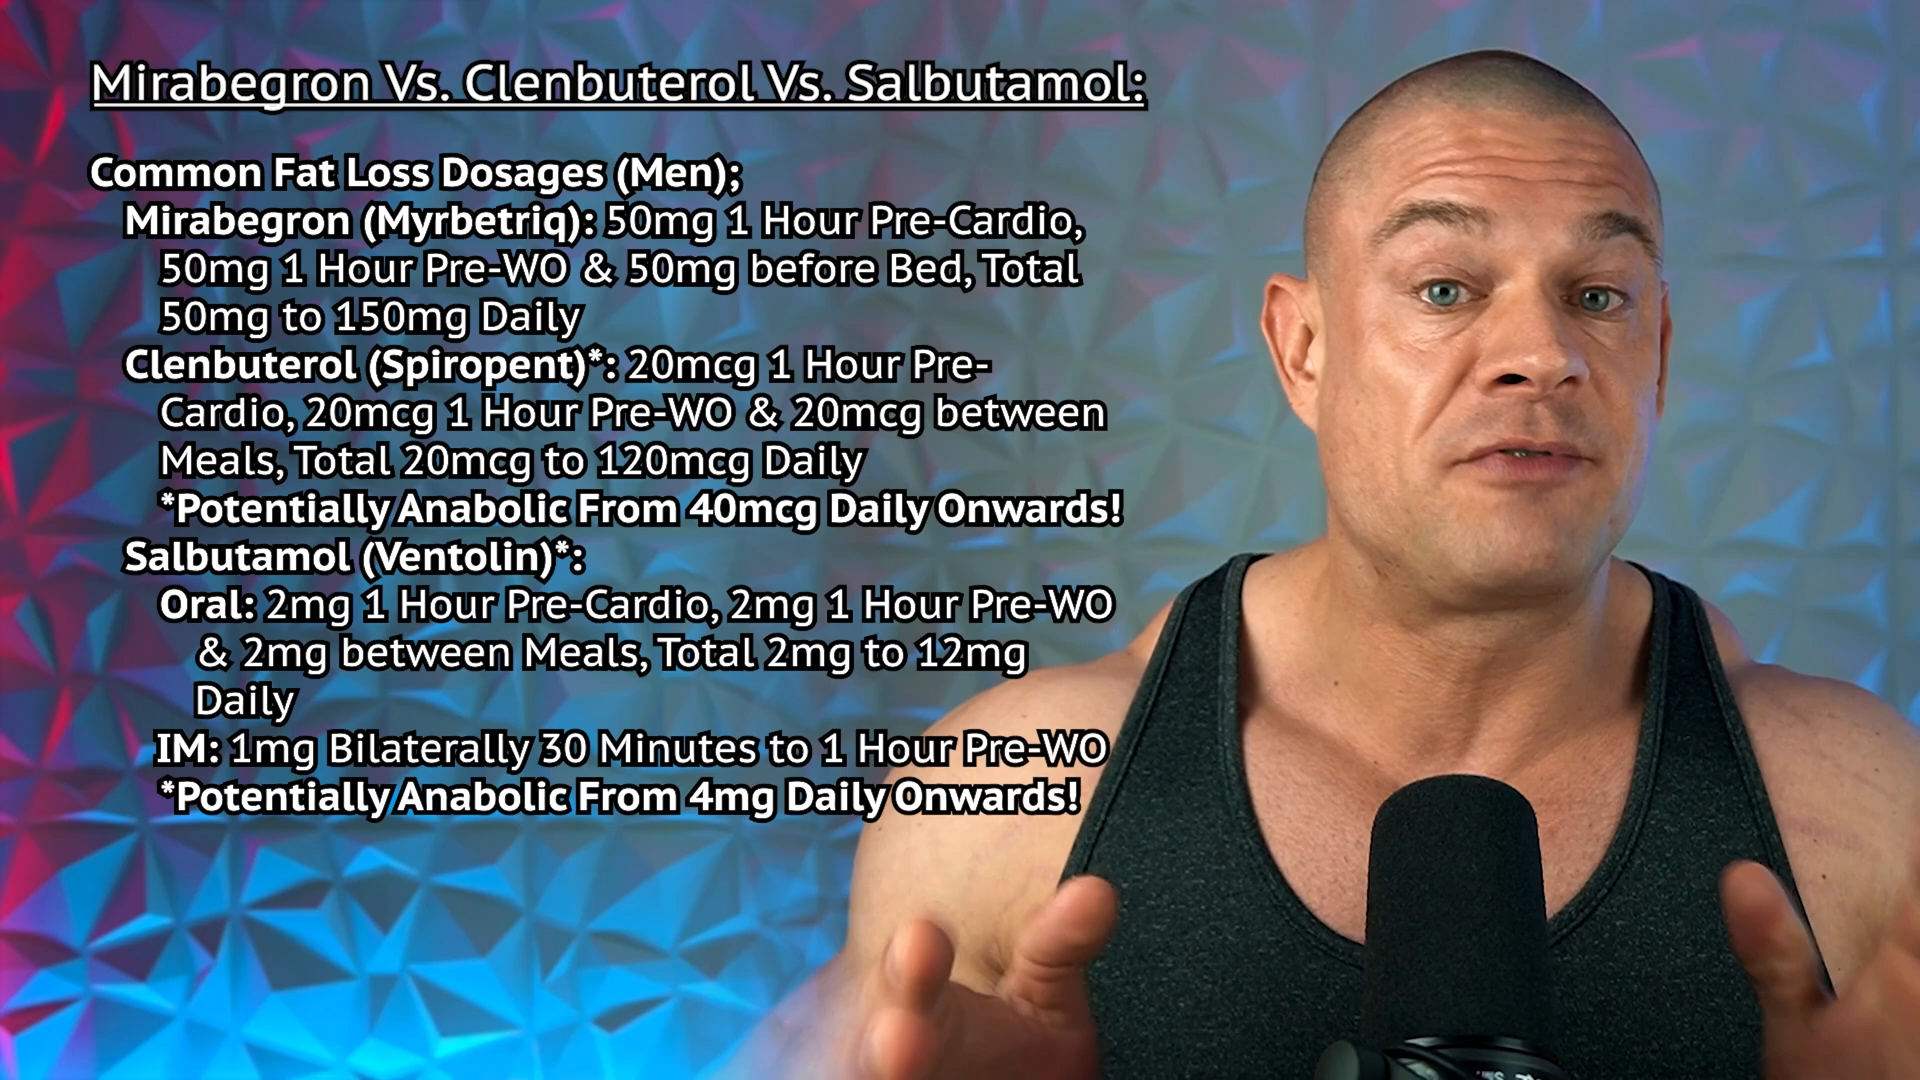 Mirabegron Vs. Clenbuterol Vs. Salbutamol:
Common Fat Loss Dosages (Men);
Mirabegron (Myrbetriq): 50mg 1 Hour Pre-Cardio,
50mg 1 Hour Pre-WO & 50mg before Bed, Total
50mg to 150mg Daily
Clenbuterol (Spiropent)*: 20mcg 1 Hour Pre-
Cardio, 20mcg 1 Hour Pre-WO & 20mcg between
Meals, Total 20mcg to 120mcg Daily
*Potentially Anabolic From 40mcg Daily Onwards!
Salbutamol (Ventolin)*:
Oral: 2mg 1 Hour Pre-Cardio, 2mg 1 Hour Pre-WO
& 2mg between Meals, Total 2mg to 12mg
Daily
IM: 1mg Bilaterally 30 Minutes to 1 Hour Pre-WO
*Potentially Anabolic From 4mg Daily Onwards!